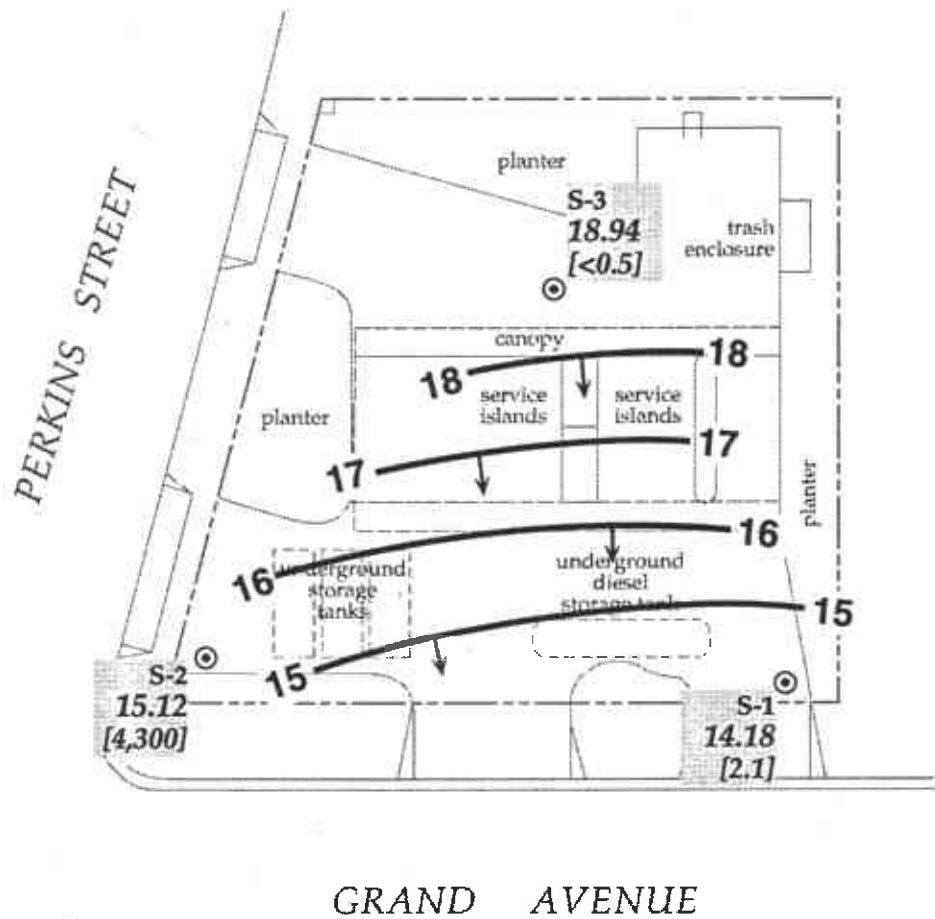 PERKINS STREET
planter
S-3
18.94
[<0.5]
trash
enclosure
canopy
18
18
service
islands
service
islands
planter
17
17
planter
16
16
underground
storage
tanks
underground
diesel
storage tank
15
15
S-2
15.12
[4,300]
S-1
14.18
[2.1]
GRAND AVENUE